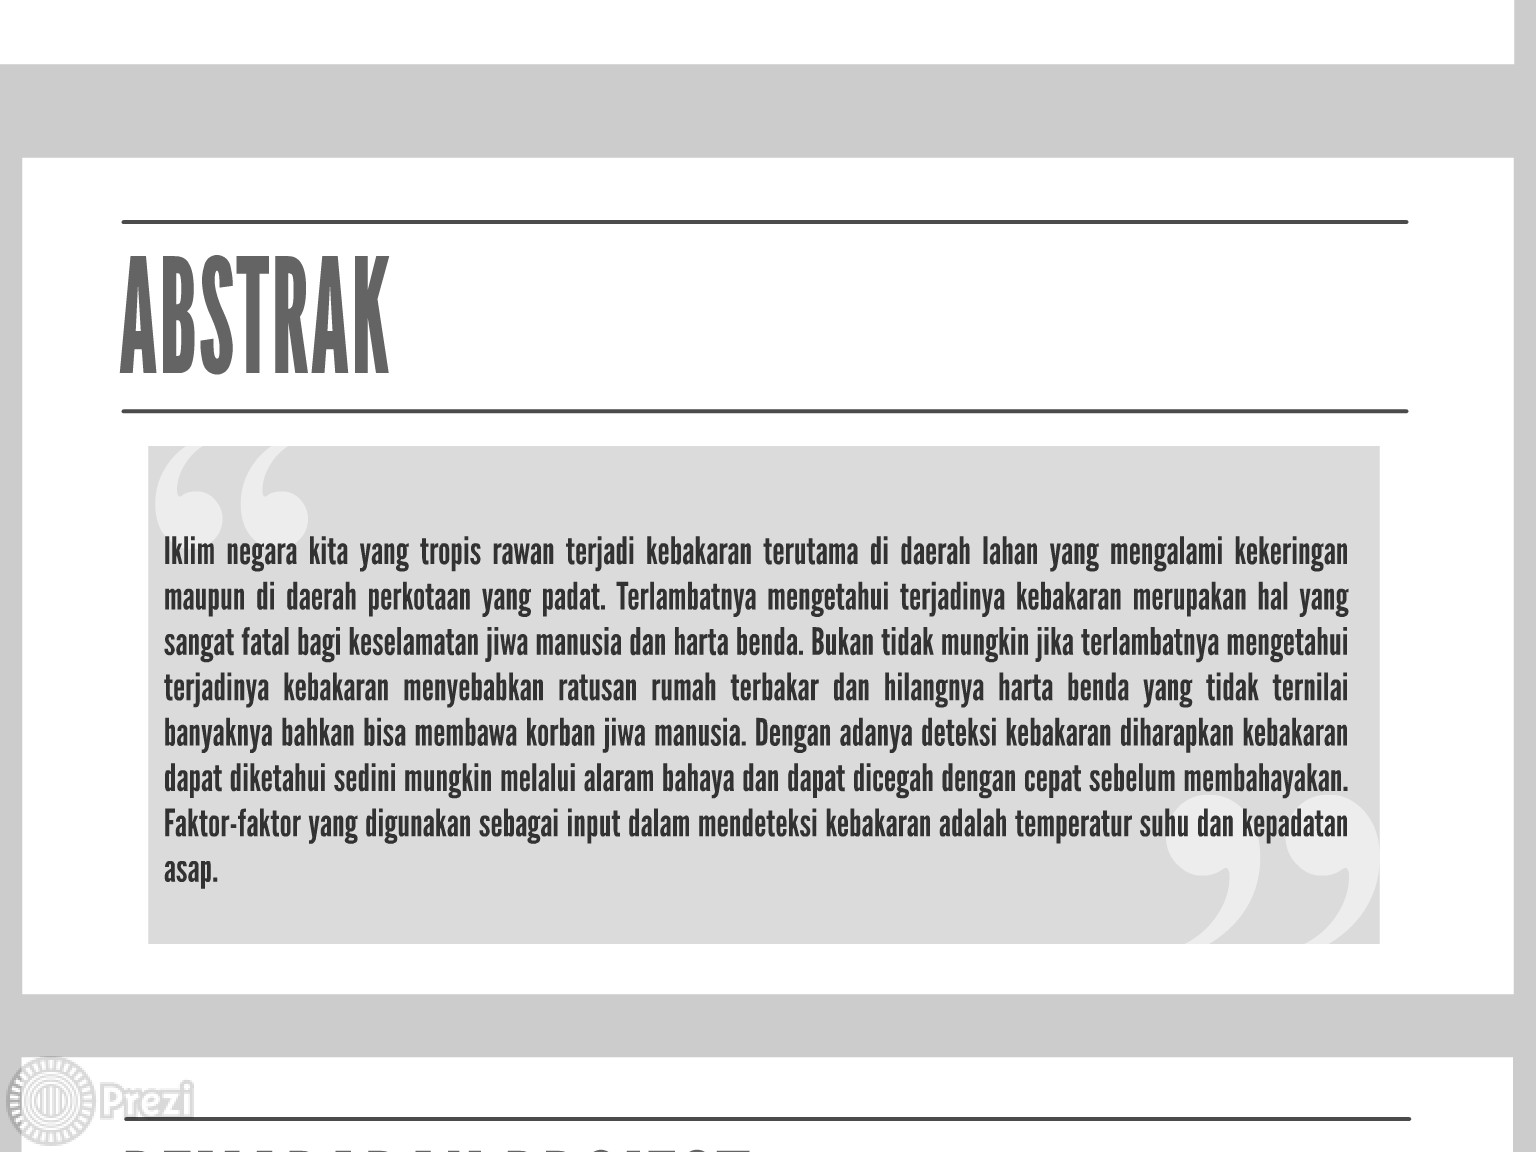 ABSTRAK
Iklim negara kita yang tropis rawan terjadi kebakaran terutama di daerah lahan yang mengalami kekeringan
maupun di daerah perkotaan yang padat. Terlambatnya mengetahui terjadinya kebakaran merupakan hal yang
sangat fatal bagi keselamatan jiwa manusia dan harta benda. Bukan tidak mungkin jika terlambatnya mengetahui
terjadinya kebakaran menyebabkan ratusan rumah terbakar dan hilangnya harta benda yang tidak ternilai
banyaknya bahkan bisa membawa korban jiwa manusia. Dengan adanya deteksi kebakaran diharapkan kebakaran
dapat diketahui sedini mungkin melalui alaram bahaya dan dapat dicegah dengan cepat sebelum membahayakan.
Faktor-faktor yang digunakan sebagai input dalam mendeteksi kebakaran adalah temperatur suhu dan kepadatan
asap.
Prezi